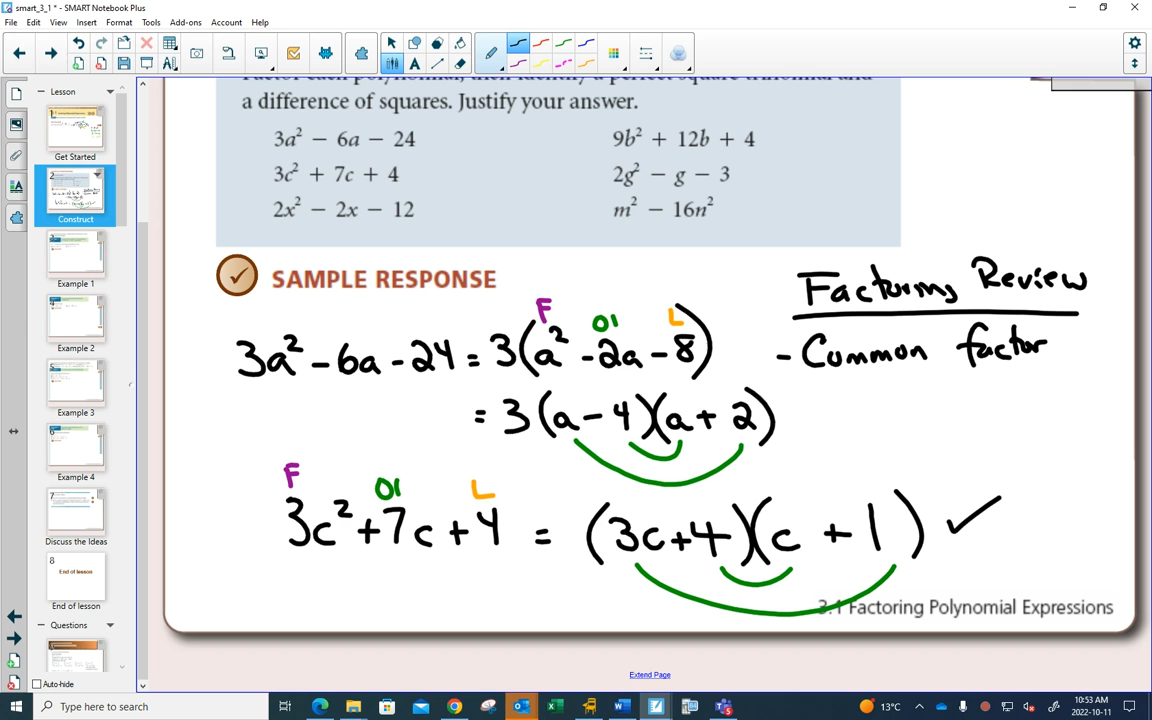 smart_3_1 * - SMART Notebook Plus
File Edit View Insert Format Tools Add-ons Account Help
Lesson
Get Started
2
Construct
Example 1
Example 2
Example 3
6
Example 4
7
Discuss the Ideas
8
End of lesson
End of lesson
Questions
Auto-hide
a difference of squares. Justify your answer.
3a² − 6a − 24
9b² + 12b + 4
3c² + 7c + 4
2g² − g − 3
2x² − 2x − 12
m² − 16n²
SAMPLE RESPONSE
Factoring Review
- Common factor
F OI L
3a² - 6a - 24 = 3(a² - 2a - 8)
= 3(a - 4)(a + 2)
F OI L
3c² + 7c + 4 = (3c + 4)(c + 1) ✓
3.1 Factoring Polynomial Expressions
Extend Page
Type here to search
13°C
10:53 AM
2022-10-11